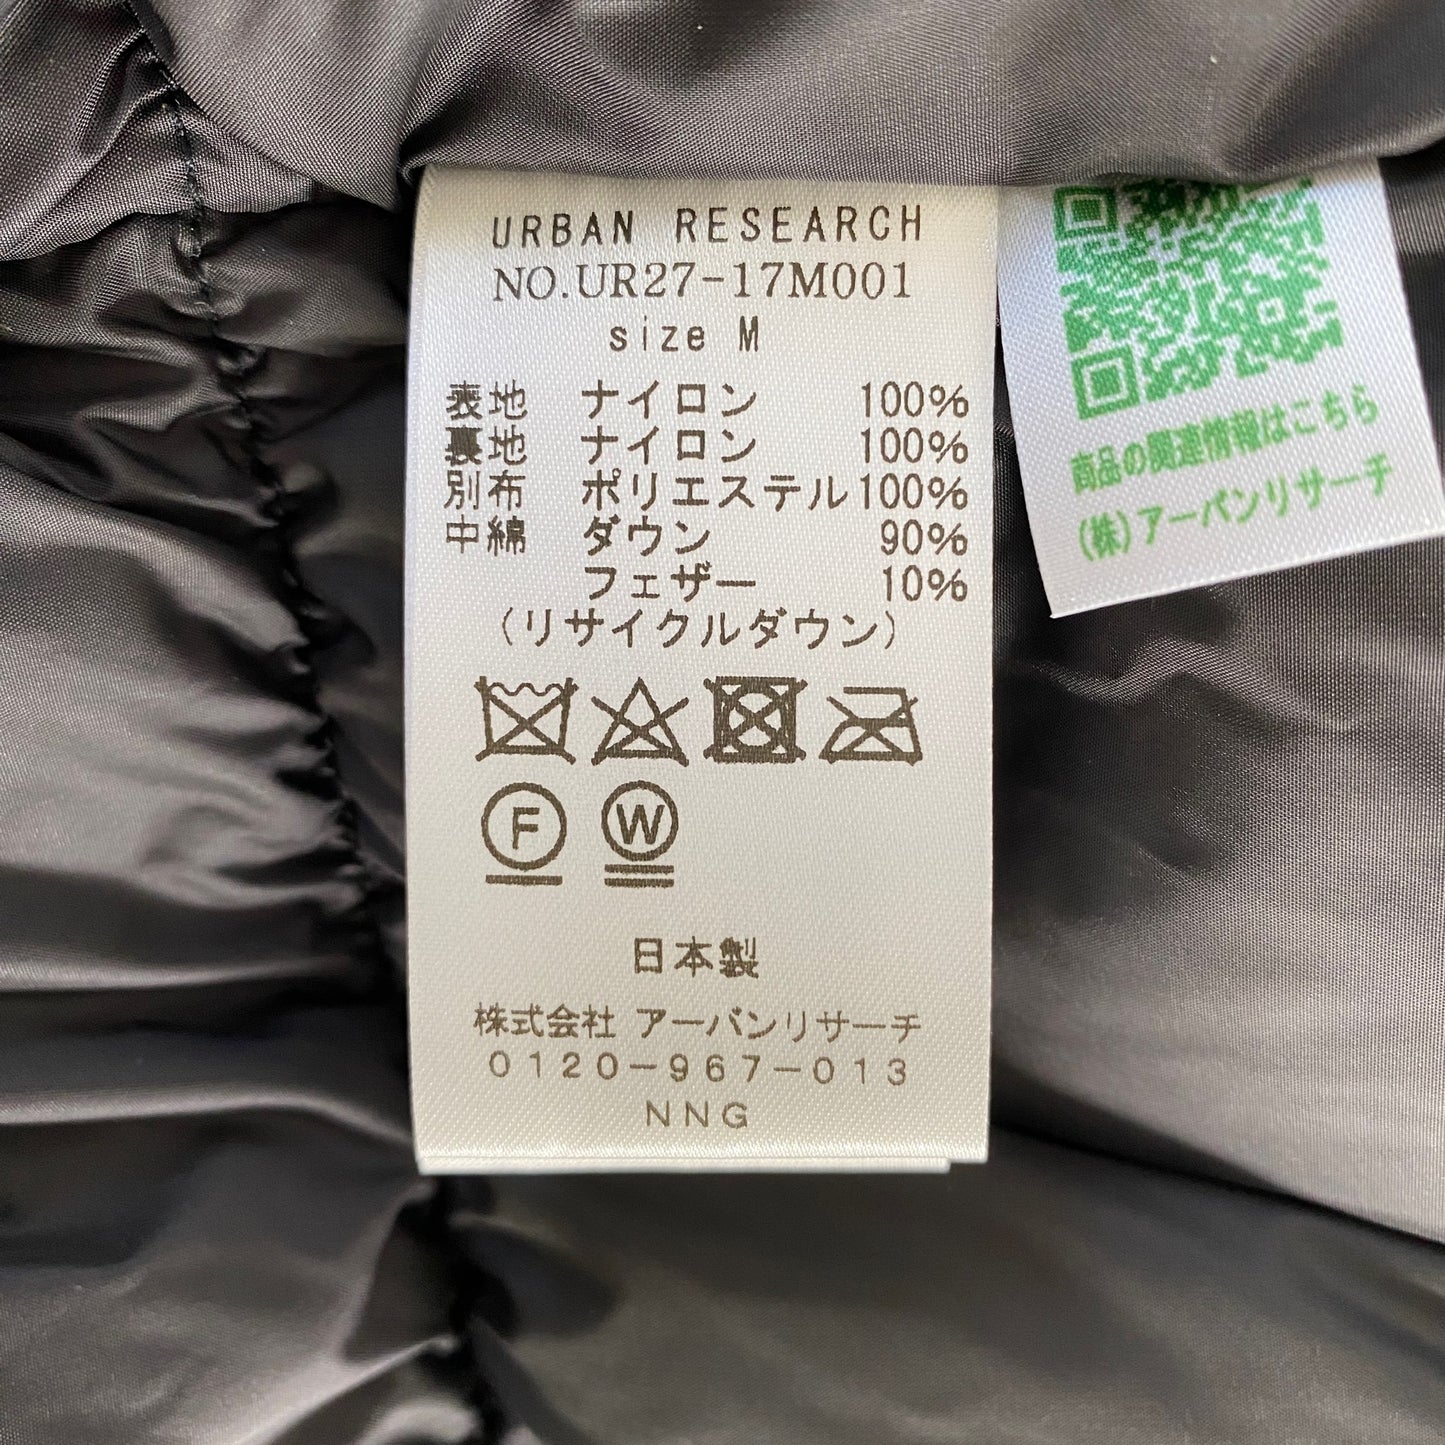 URBAN RESEARCH
NO.UR27-17M001
size M
表地 ナイロン 100%
裏地 ナイロン 100%
別布 ポリエステル 100%
中綿 ダウン 90%
フェザー 10%
(リサイクルダウン)
F W
日本製
株式会社 アーバンリサーチ
0120-967-013
NNG
商品の関連情報はこちら
(株)アーバンリサーチ